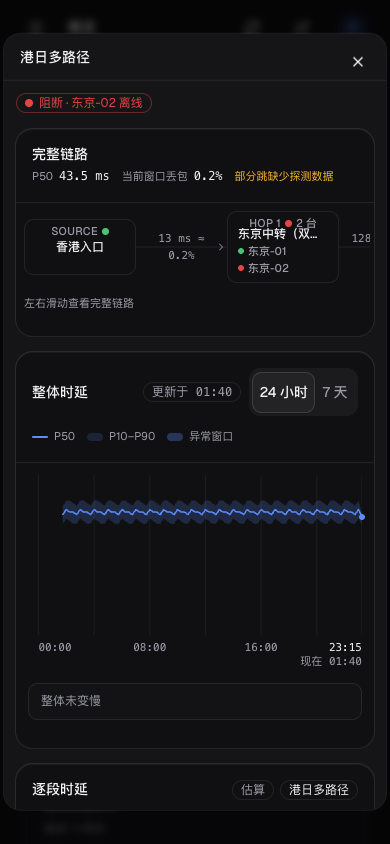 港日多路径
阻断 · 东京-02 离线
完整链路
P50 43.5 ms 当前窗口丢包 0.2% 部分跳缺少探测数据
SOURCE
香港入口
13 ms ≈
0.2%
HOP 1 2 台
东京中转（双…
东京-01
东京-02
128
左右滑动查看完整链路
整体时延
更新于 01:40
24 小时
7 天
P50 P10–P90 异常窗口
00:00 08:00 16:00 23:15
现在 01:40
整体未变慢
逐段时延
估算
港日多路径